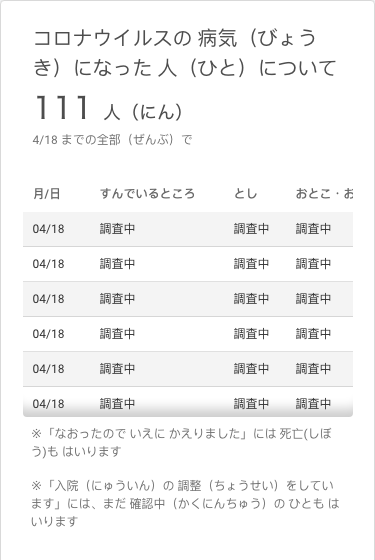 コロナウイルスの 病気（びょう
き）になった 人（ひと）について
111 人（にん）
4/18 までの全部（ぜんぶ）で
月/日 すんでいるところ とし おとこ・お
04/18 調査中 調査中 調査中
04/18 調査中 調査中 調査中
04/18 調査中 調査中 調査中
04/18 調査中 調査中 調査中
04/18 調査中 調査中 調査中
04/18 調査中 調査中 調査中
※「なおったので いえに かえりました」には 死亡(しぼ
う)も はいります
※「入院（にゅういん）の 調整（ちょうせい）をしてい
ます」には、まだ 確認中（かくにんちゅう）の ひとも は
いります